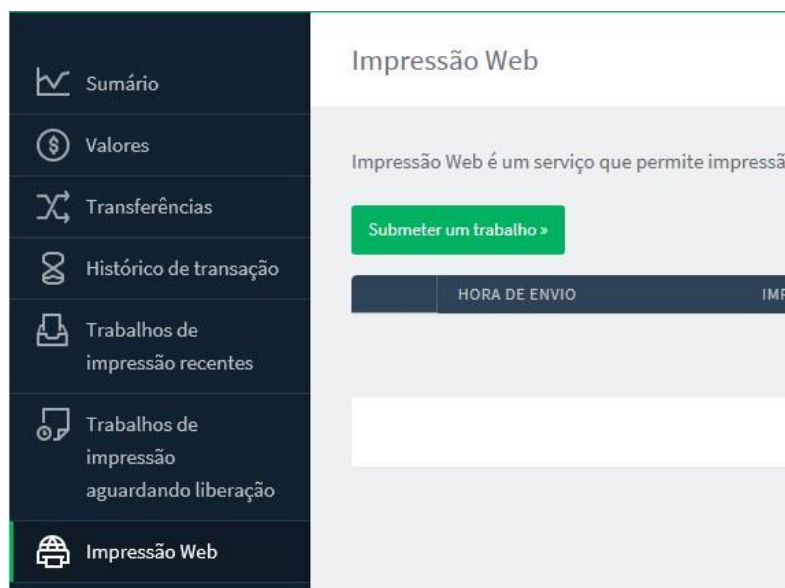 Sumário
Valores
Transferências
Histórico de transação
Trabalhos de
impressão recentes
Trabalhos de
impressão
aguardando liberação
Impressão Web
Impressão Web
Impressão Web é um serviço que permite impressã
Submeter um trabalho »
HORA DE ENVIO IMP